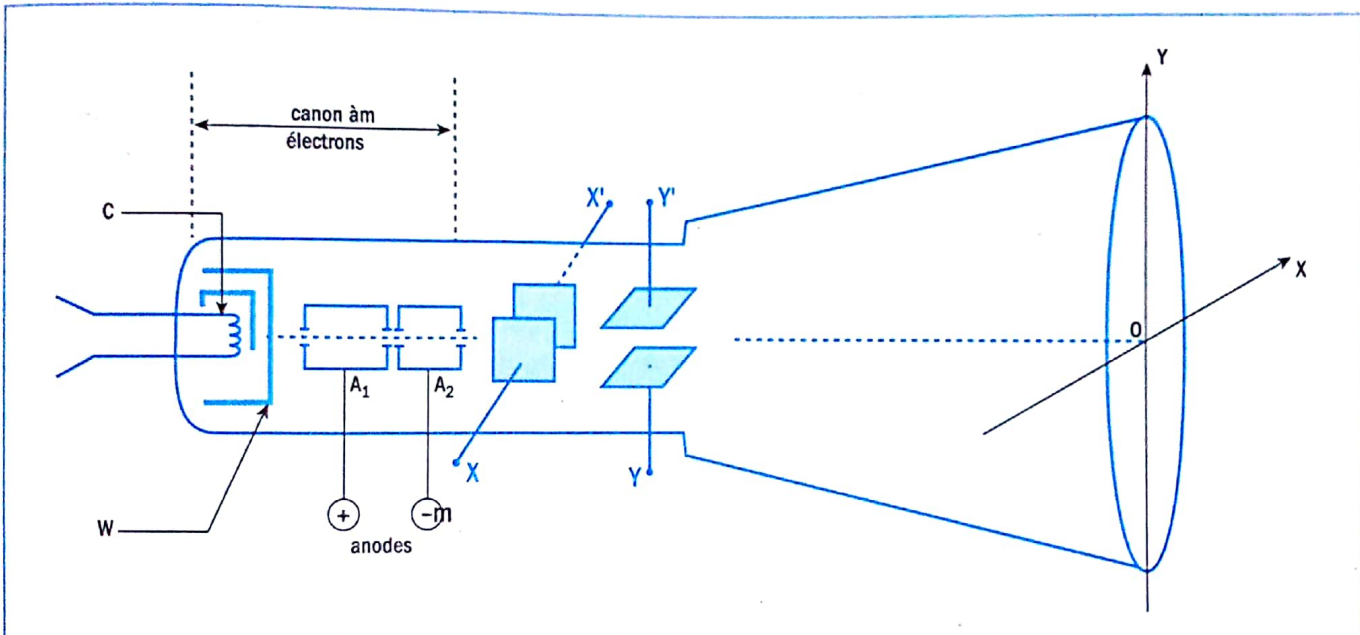 Y
canon àm
électrons
X'
Y'
C
X
O
A₁
A₂
X
Y
+
−m
W
anodes